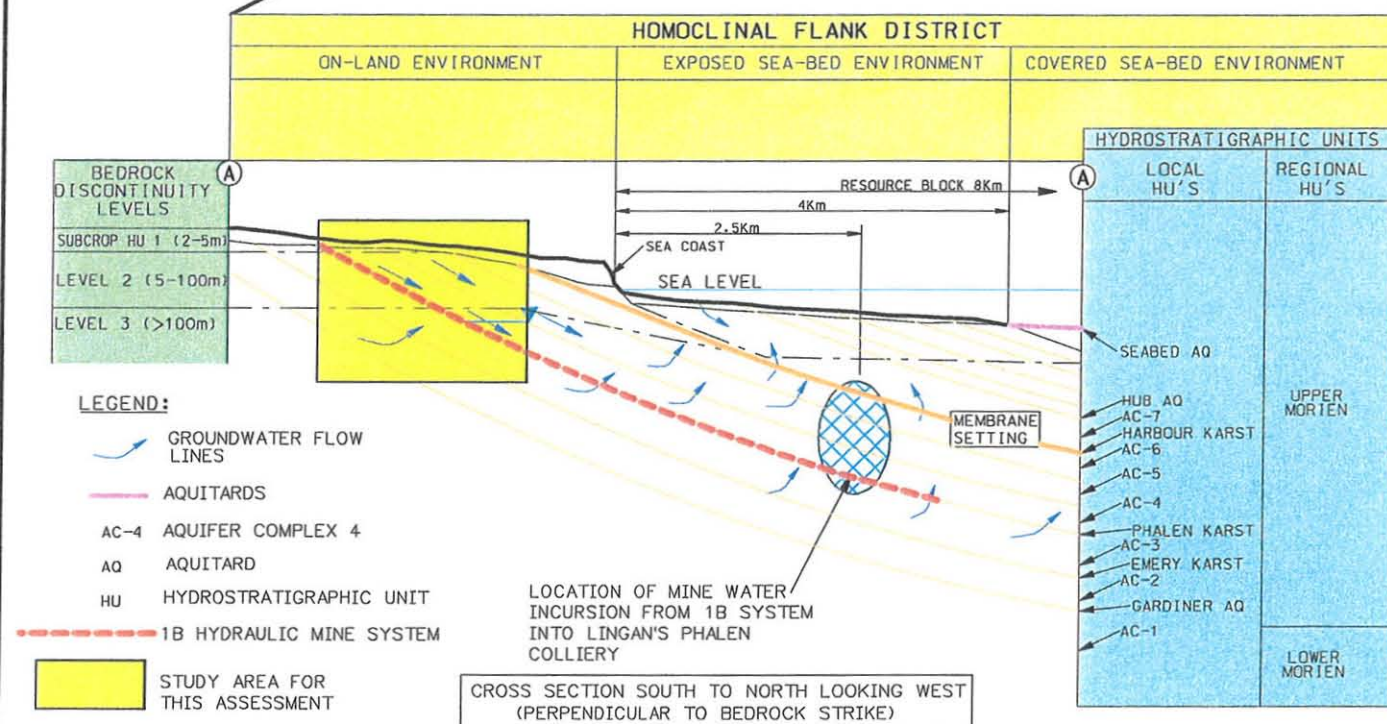 HOMOCLINAL FLANK DISTRICT
ON-LAND ENVIRONMENT
EXPOSED SEA-BED ENVIRONMENT
COVERED SEA-BED ENVIRONMENT
HYDROSTRATIGRAPHIC UNITS
LOCAL
HU'S
REGIONAL
HU'S
BEDROCK
DISCONTINUITY
LEVELS
A
A
SUBCROP HU 1 (2-5m)
LEVEL 2 (5-100m)
LEVEL 3 (>100m)
RESOURCE BLOCK 8Km
4Km
2.5Km
SEA COAST
SEA LEVEL
SEABED AQ
HUB AQ
AC-7
HARBOUR KARST
AC-6
AC-5
AC-4
PHALEN KARST
AC-3
EMERY KARST
AC-2
GARDINER AQ
AC-1
UPPER
MORIEN
LOWER
MORIEN
MEMBRANE
SETTING
LEGEND:
GROUNDWATER FLOW
LINES
AQUITARDS
AC-4 AQUIFER COMPLEX 4
AQ AQUITARD
HU HYDROSTRATIGRAPHIC UNIT
1B HYDRAULIC MINE SYSTEM
STUDY AREA FOR
THIS ASSESSMENT
LOCATION OF MINE WATER
INCURSION FROM 1B SYSTEM
INTO LINGAN'S PHALEN
COLLIERY
CROSS SECTION SOUTH TO NORTH LOOKING WEST
(PERPENDICULAR TO BEDROCK STRIKE)